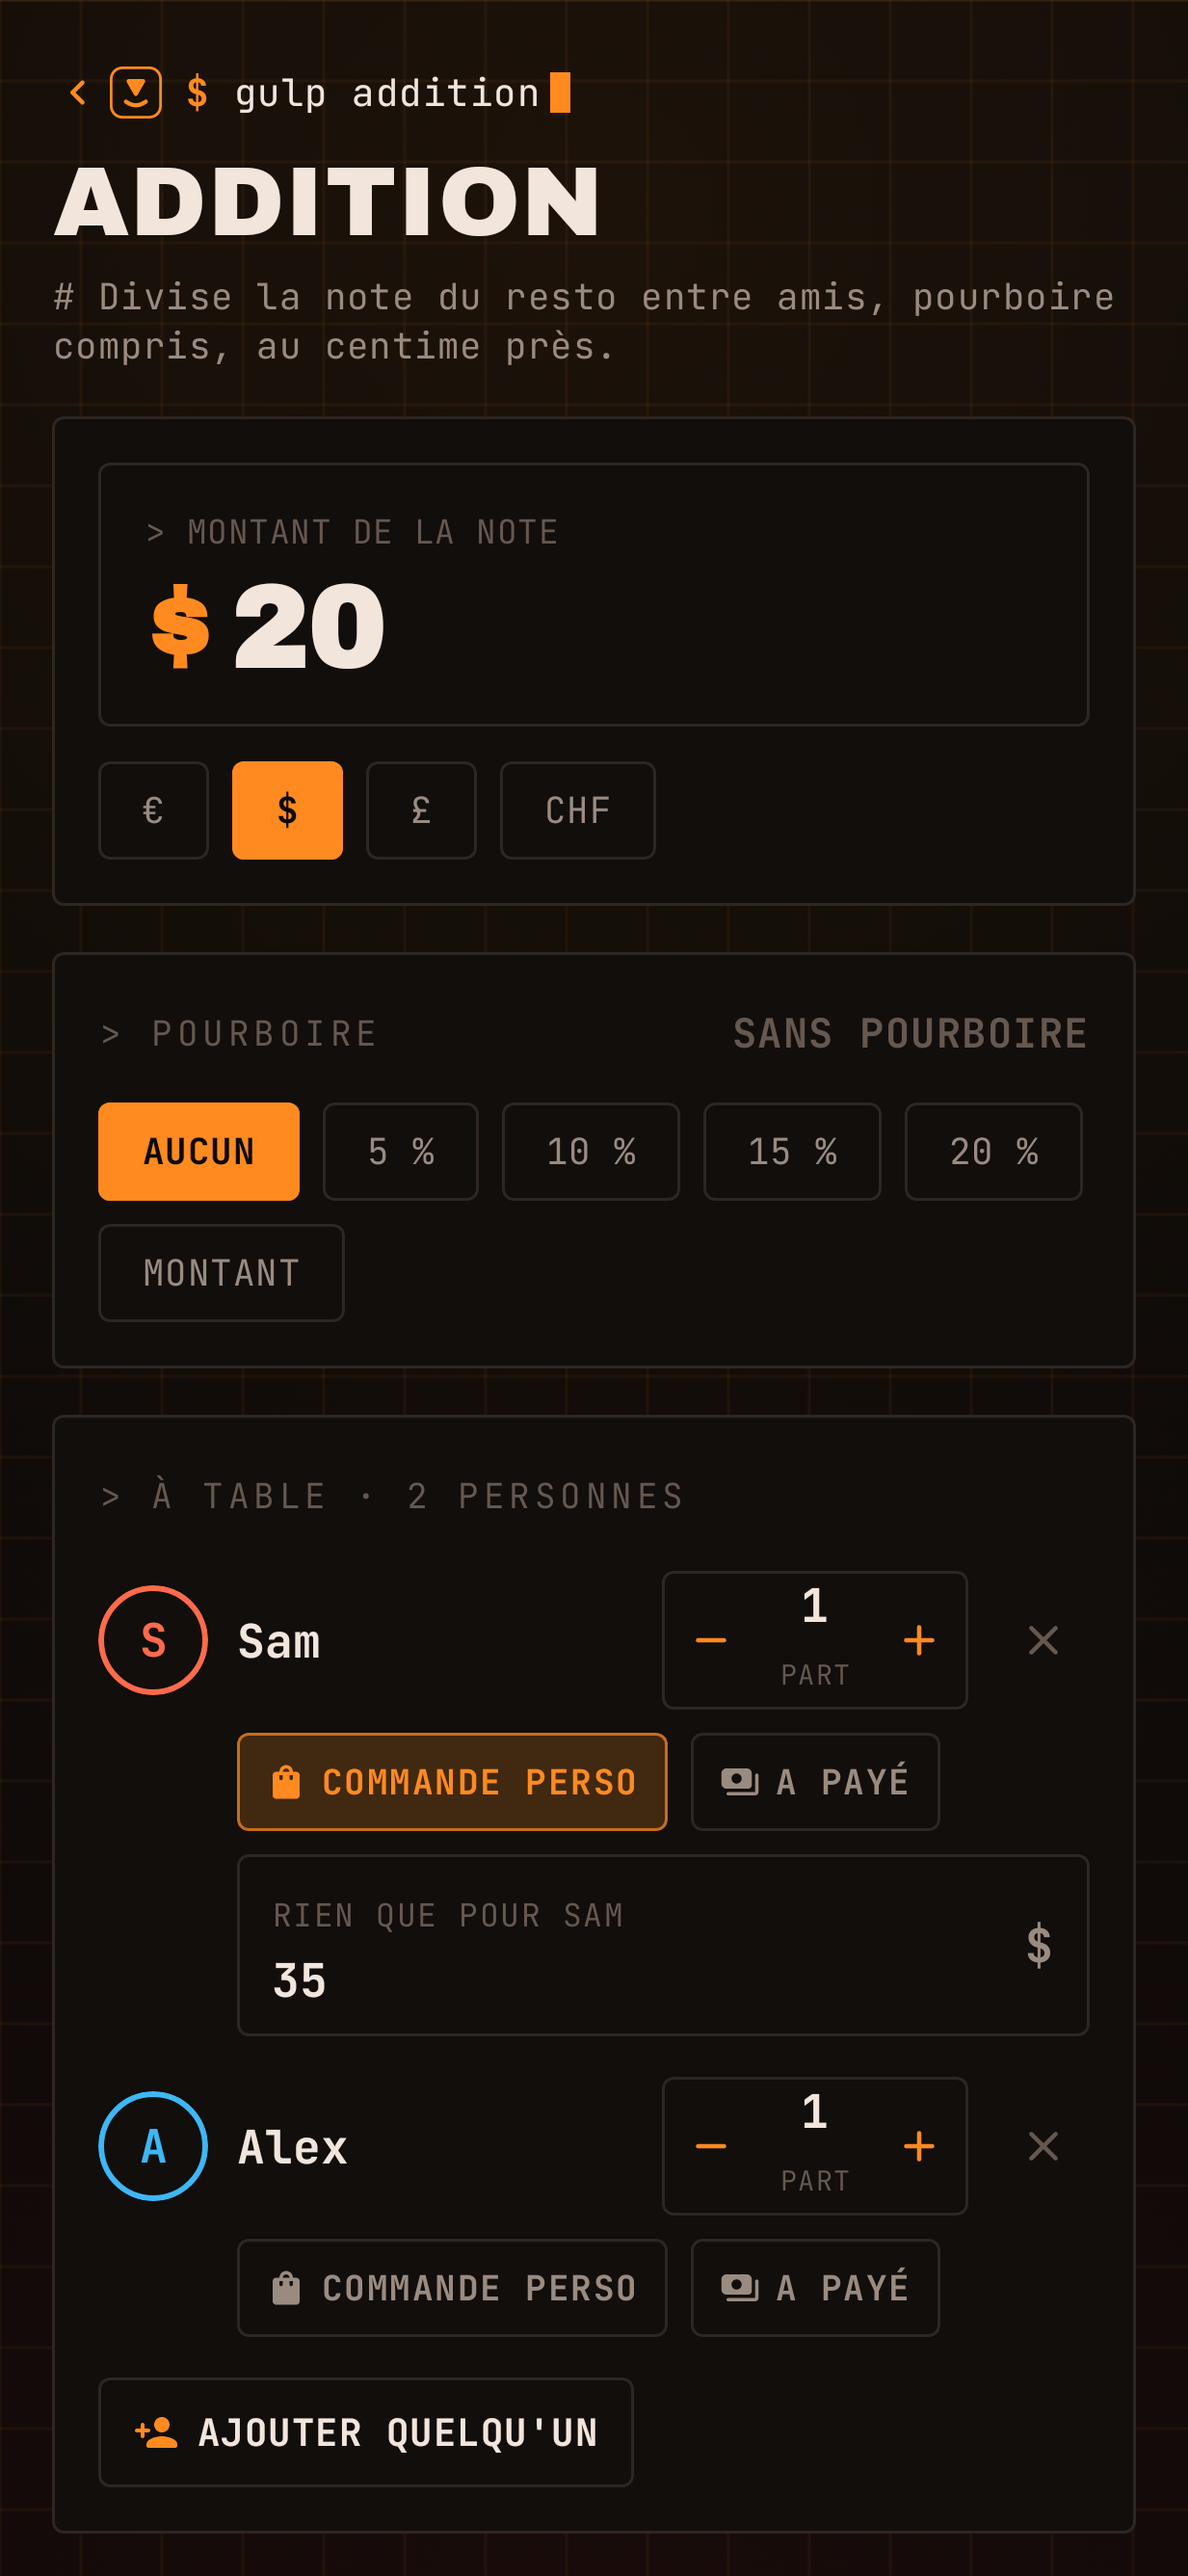 $ gulp addition
ADDITION
# Divise la note du resto entre amis, pourboire
compris, au centime près.
> MONTANT DE LA NOTE
$ 20
€ $ £ CHF
> POURBOIRE SANS POURBOIRE
AUCUN 5 % 10 % 15 % 20 %
MONTANT
> À TABLE · 2 PERSONNES
S Sam − 1 + ×
PART
COMMANDE PERSO A PAYÉ
RIEN QUE POUR SAM
35 $
A Alex − 1 + ×
PART
COMMANDE PERSO A PAYÉ
AJOUTER QUELQU'UN